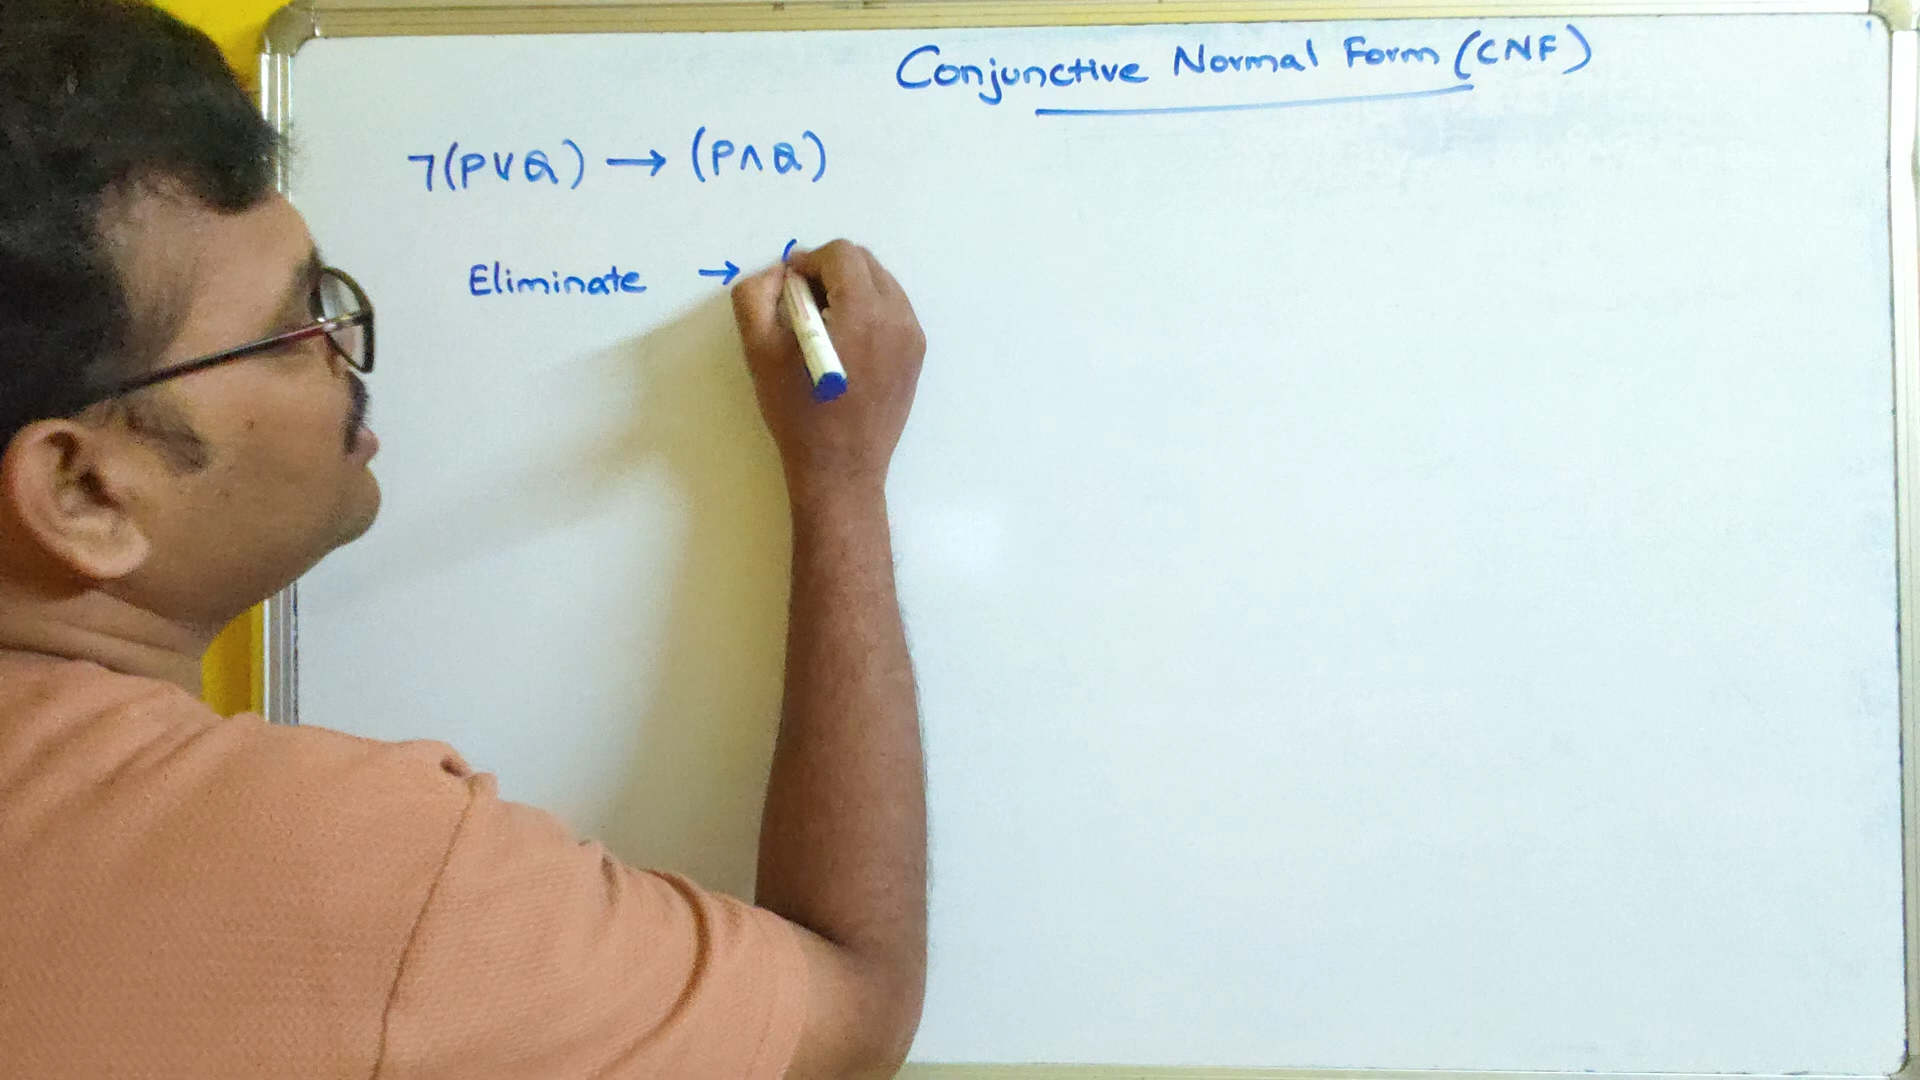 Conjunctive Normal Form (CNF)
¬(P∨Q) → (P∧Q)
Eliminate → (